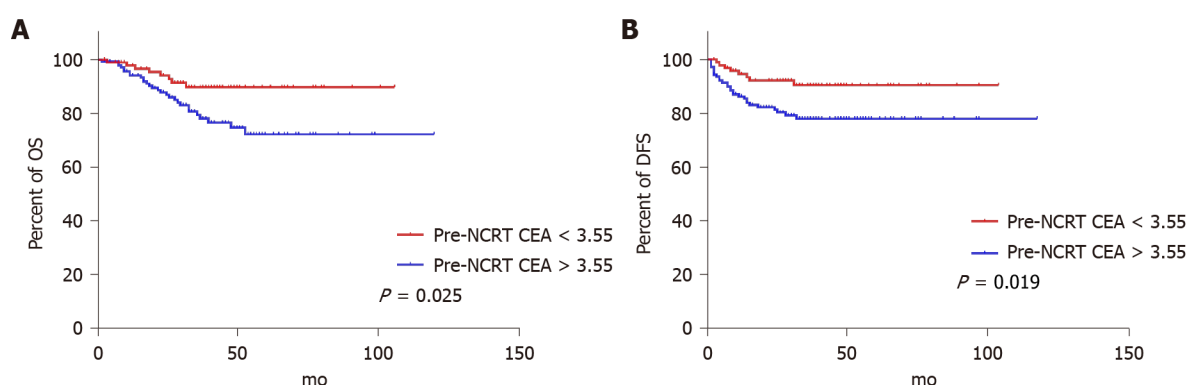 A
100
80
60
40
20
0
Percent of OS
Pre-NCRT CEA < 3.55
Pre-NCRT CEA > 3.55
P = 0.025
0
50
100
150
mo
B
100
80
60
40
20
0
Percent of DFS
Pre-NCRT CEA < 3.55
Pre-NCRT CEA > 3.55
P = 0.019
0
50
100
150
mo